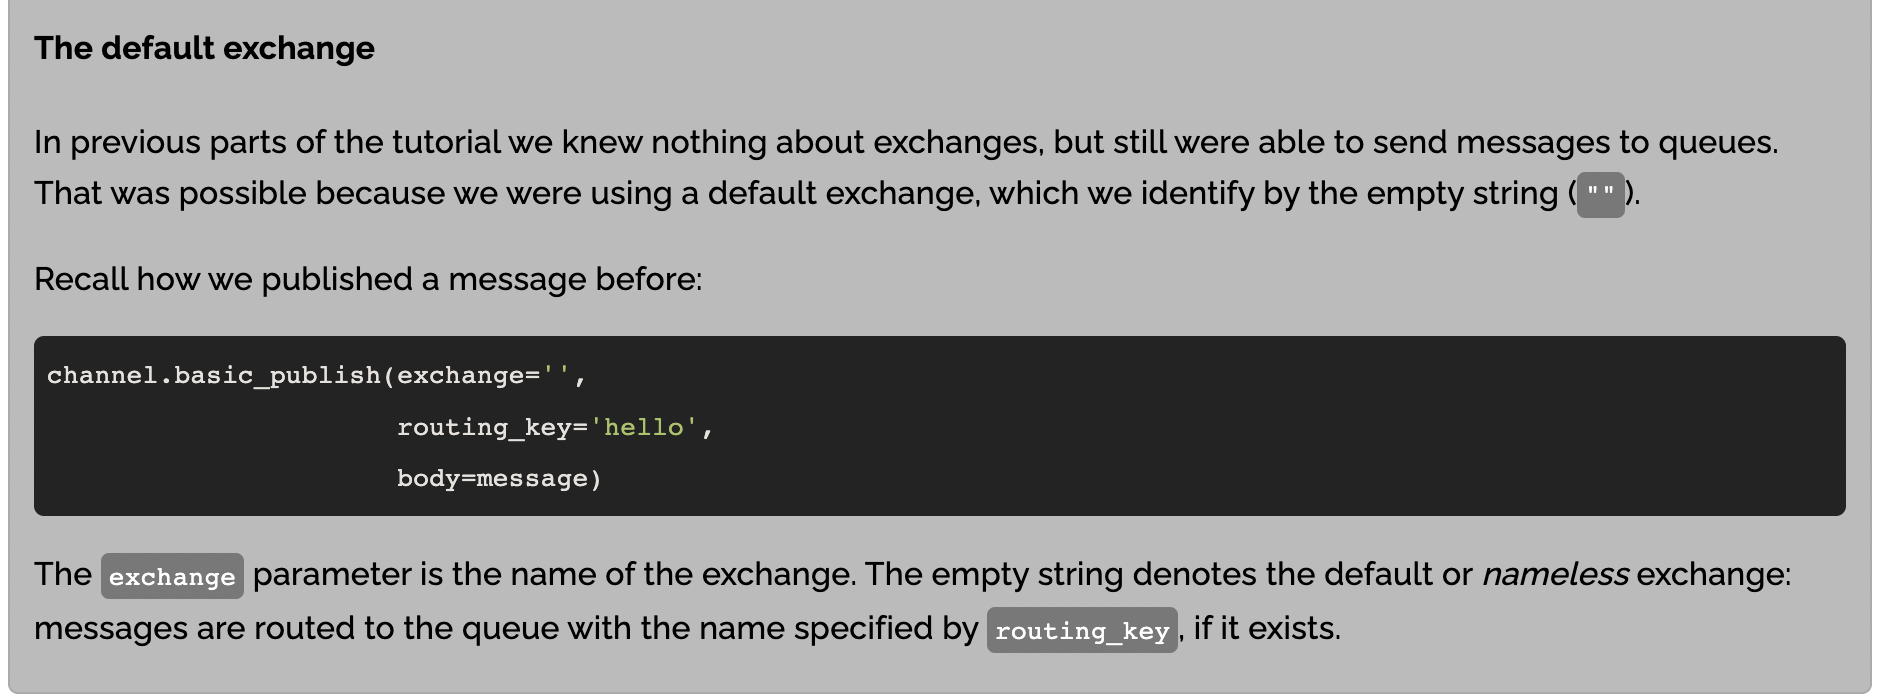 The default exchange
In previous parts of the tutorial we knew nothing about exchanges, but still were able to send messages to queues.
That was possible because we were using a default exchange, which we identify by the empty string ("").
Recall how we published a message before:
channel.basic_publish(exchange='',
                      routing_key='hello',
                      body=message)
The exchange parameter is the name of the exchange. The empty string denotes the default or nameless exchange:
messages are routed to the queue with the name specified by routing_key, if it exists.